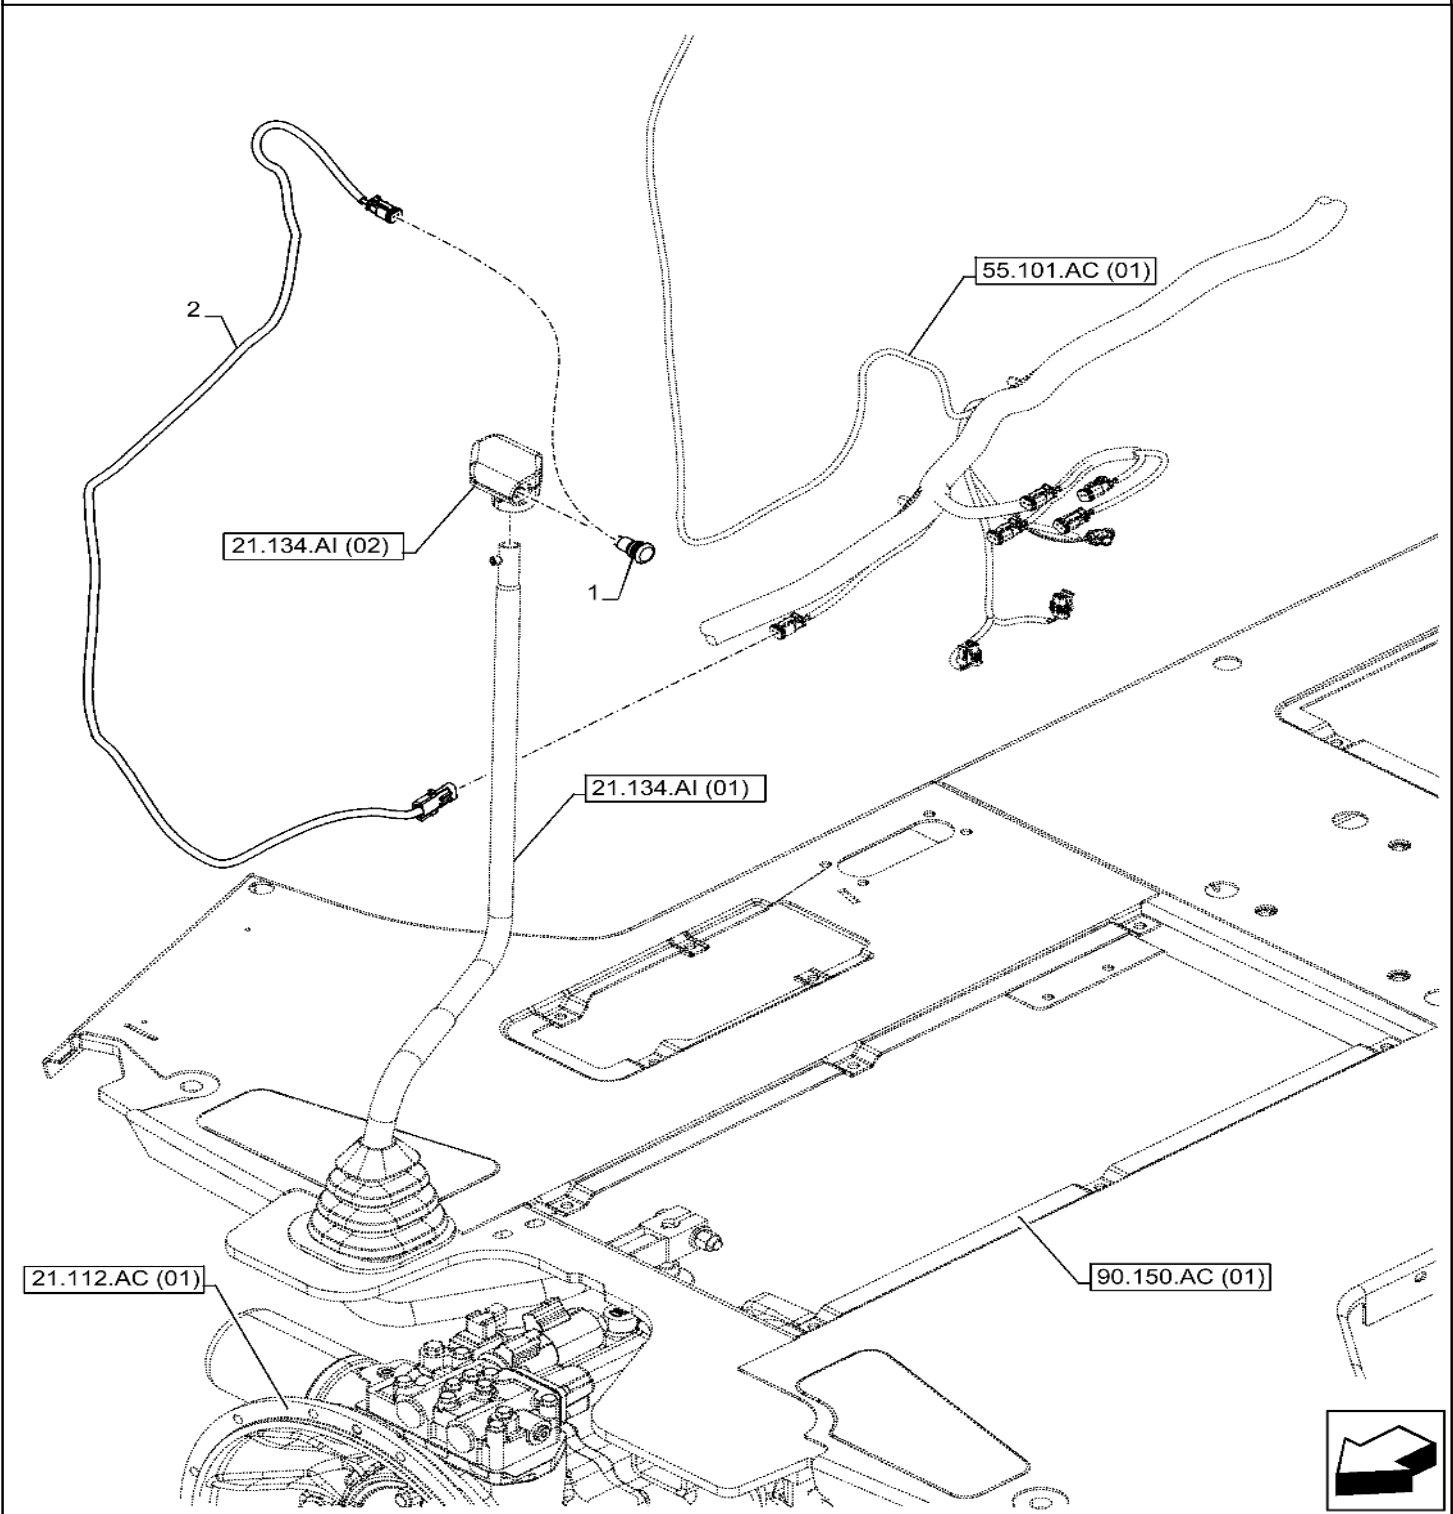 55.101.AC (01)
2
21.134.AI (02)
1
21.134.AI (01)
21.112.AC (01)
90.150.AC (01)